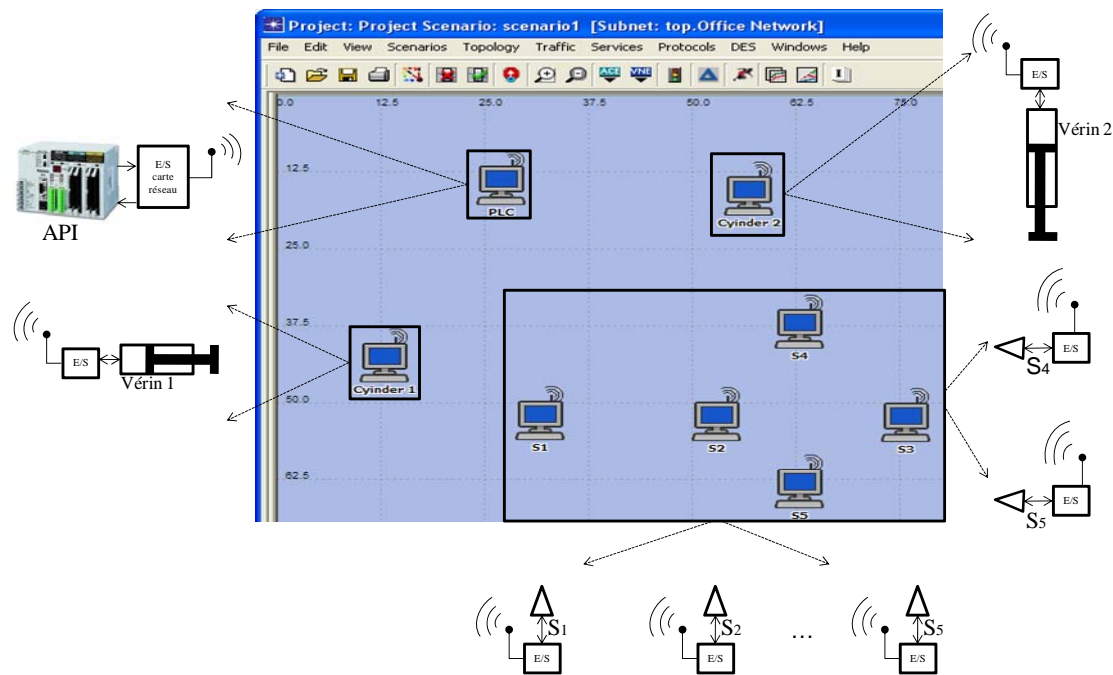 Project: Project Scenario: scenario1 [Subnet: top.Office Network]
File Edit View Scenarios Topology Traffic Services Protocols DES Windows Help
ACE VNE
0.0 12.5 25.0 37.5 50.0 62.5 75.0
12.5
25.0
37.5
50.0
62.5
PLC
Cyinder 2
Cyinder 1
S4
S1
S2
S3
S5
E/S
carte
réseau
API
E/S
Vérin 1
E/S
Vérin 2
S4
E/S
S5
E/S
S1
E/S
S2
E/S
...
S5
E/S